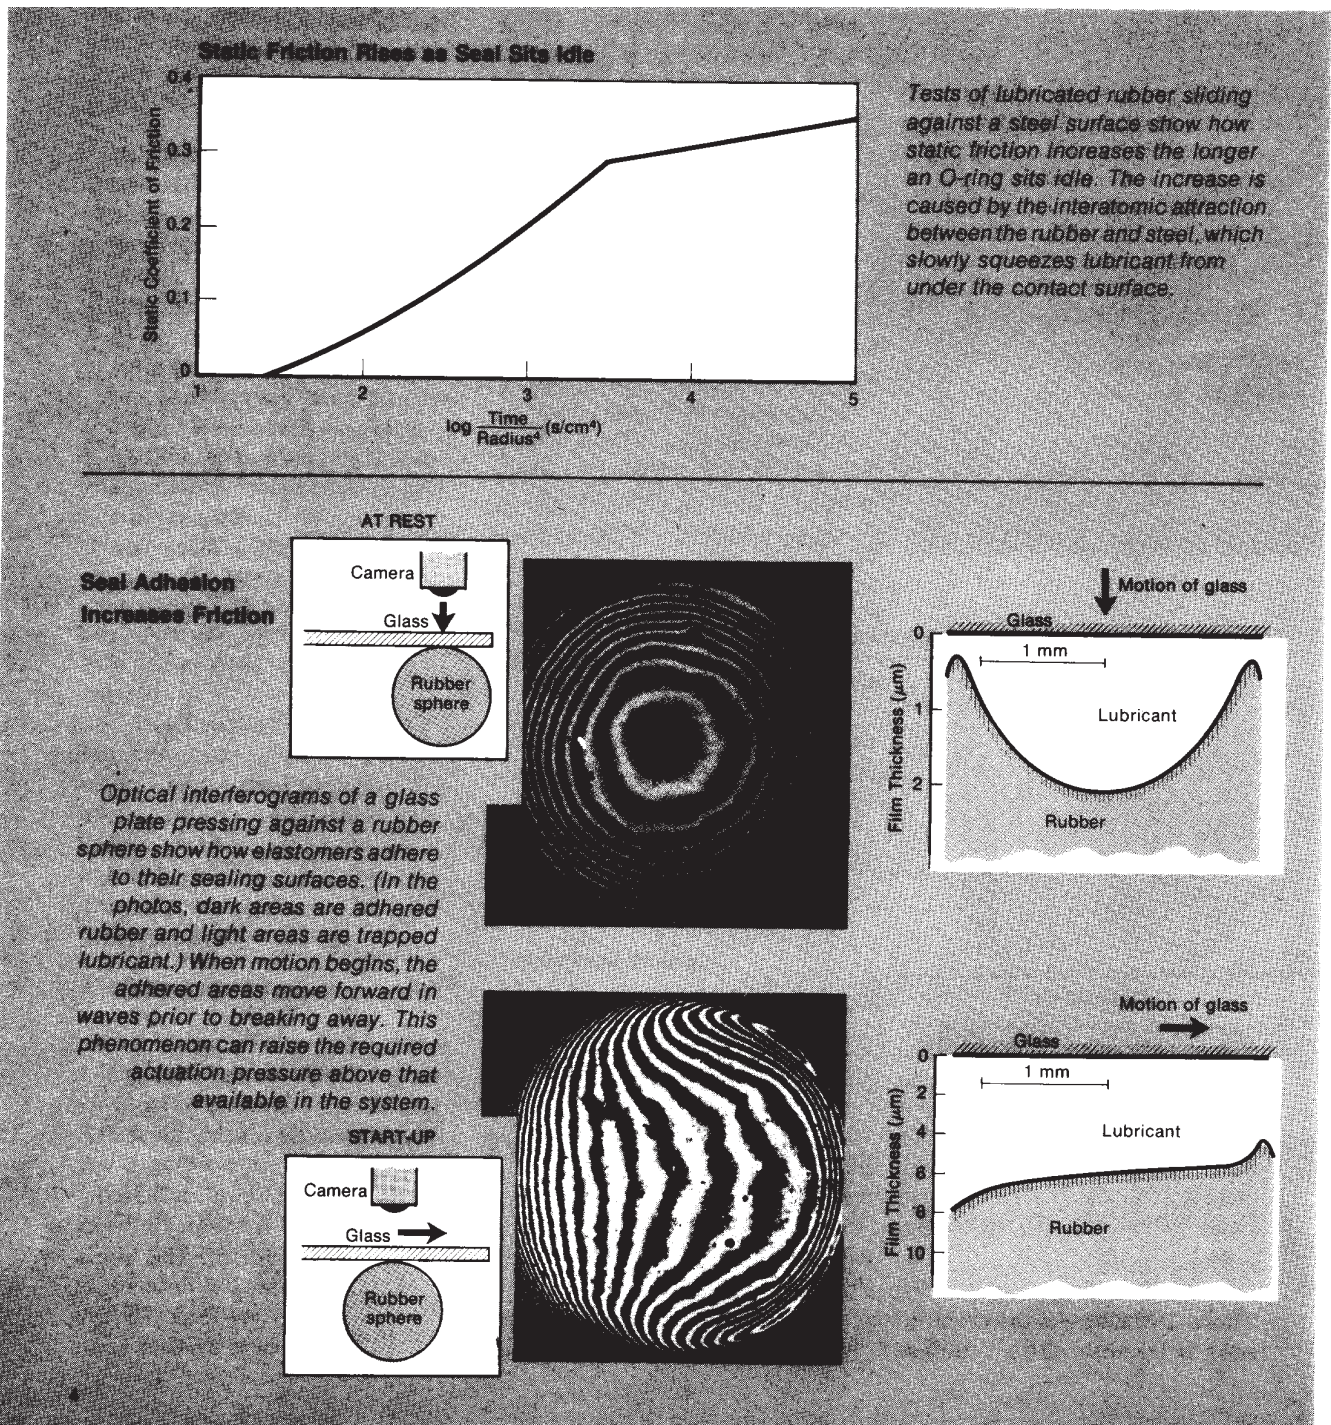 Static Friction Rises as Seal Sits Idle
0.4
0.3
0.2
0.1
0
Static Coefficient of Friction
1
2
3
4
5
log Time / Radius⁴ (s/cm⁴)
Tests of lubricated rubber sliding
against a steel surface show how
static friction increases the longer
an O-ring sits idle. The increase is
caused by the interatomic attraction
between the rubber and steel, which
slowly squeezes lubricant from
under the contact surface.
Seal Adhesion
Increases Friction
AT REST
Camera
Glass
Rubber
sphere
Motion of glass
Glass
0
1 mm
1
2
Film Thickness (μm)
Lubricant
Rubber
Optical interferograms of a glass
plate pressing against a rubber
sphere show how elastomers adhere
to their sealing surfaces. (In the
photos, dark areas are adhered
rubber and light areas are trapped
lubricant.) When motion begins, the
adhered areas move forward in
waves prior to breaking away. This
phenomenon can raise the required
actuation pressure above that
available in the system.
START-UP
Camera
Glass
Rubber
sphere
Motion of glass
Glass
0
1 mm
2
4
6
8
10
Film Thickness (μm)
Lubricant
Rubber
4